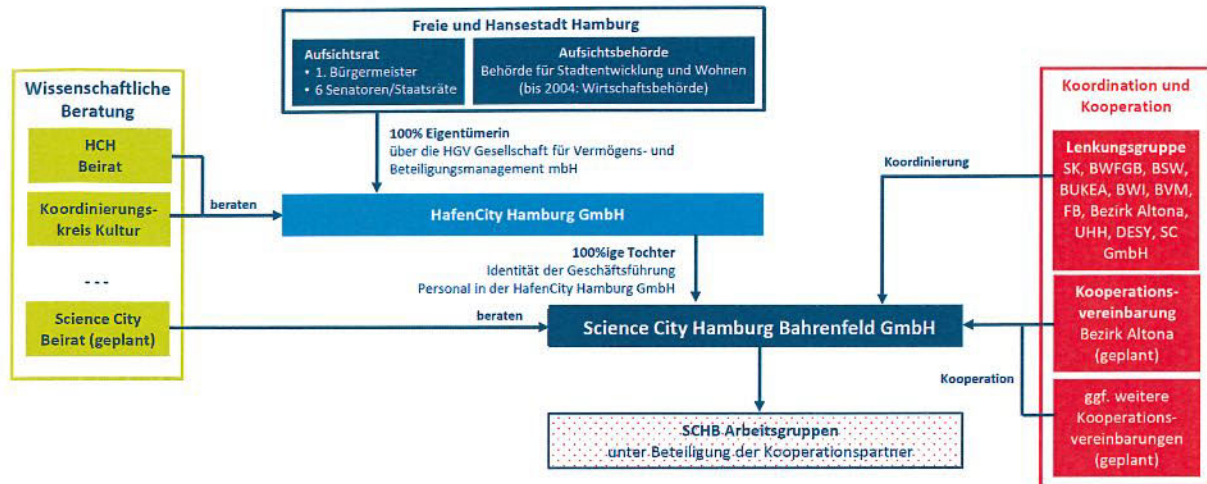 Freie und Hansestadt Hamburg
Aufsichtsrat
• 1. Bürgermeister
• 6 Senatoren/Staatsräte
Aufsichtsbehörde
Behörde für Stadtentwicklung und Wohnen
(bis 2004: Wirtschaftsbehörde)
Wissenschaftliche
Beratung
HCH
Beirat
Koordinierungs-
kreis Kultur
---
Science City
Beirat (geplant)
beraten
100% Eigentümerin
über die HGV Gesellschaft für Vermögens- und
Beteiligungsmanagement mbH
HafenCity Hamburg GmbH
100%ige Tochter
Identität der Geschäftsführung
Personal in der HafenCity Hamburg GmbH
beraten
Science City Hamburg Bahrenfeld GmbH
SCHB Arbeitsgruppen
unter Beteiligung der Kooperationspartner
Koordinierung
Kooperation
Koordination und
Kooperation
Lenkungsgruppe
SK, BWFGB, BSW,
BUKEA, BWI, BVM,
FB, Bezirk Altona,
UHH, DESY, SC
GmbH
Kooperations-
vereinbarung
Bezirk Altona
(geplant)
ggf. weitere
Kooperations-
vereinbarungen
(geplant)